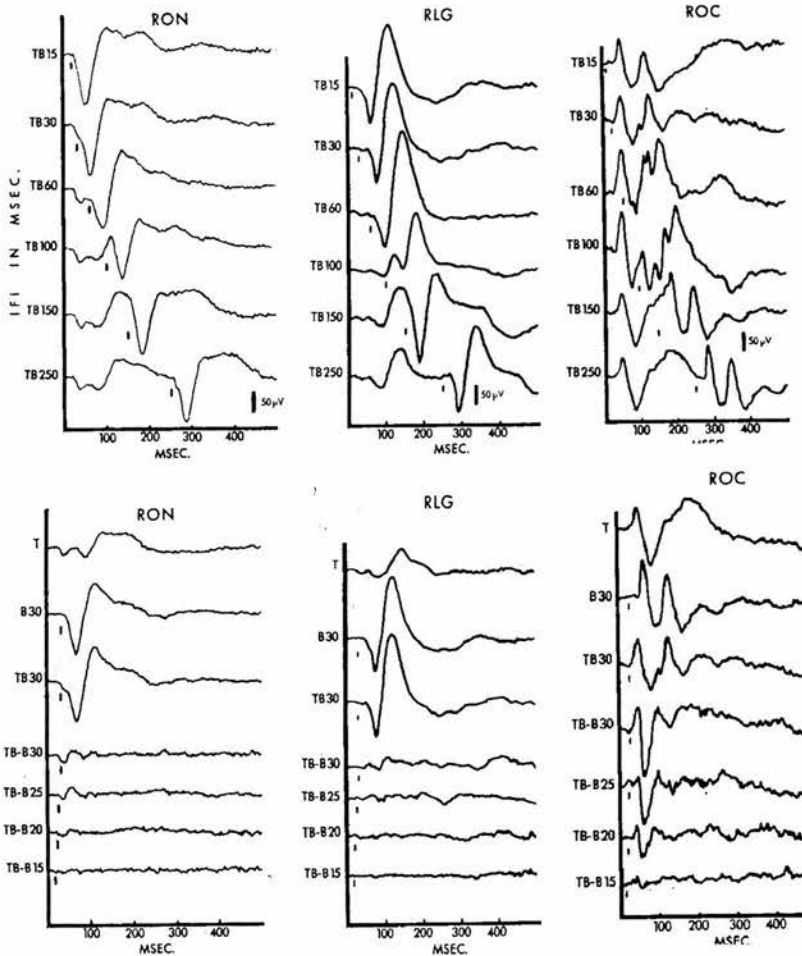 RON
TB15
TB30
TB60
TB100
TB150
TB250
IFI IN MSEC.
50 μV
100 200 300 400
MSEC.
RLG
TB15
TB30
TB60
TB100
TB150
TB250
50 μV
100 200 300 400
MSEC.
ROC
TB15
TB30
TB60
TB100
TB150
TB250
50 μV
100 200 300 400
MSEC.
RON
T
B30
TB30
TB-B30
TB-B25
TB-B20
TB-B15
100 200 300 400
MSEC.
RLG
T
B30
TB30
TB-B30
TB-B25
TB-B20
TB-B15
100 200 300 400
MSEC.
ROC
T
B30
TB30
TB-B30
TB-B25
TB-B20
TB-B15
100 200 300 400
MSEC.